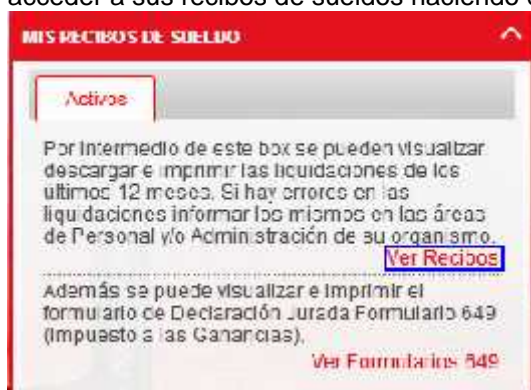 acceder a sus recibos de sueldos haciendo
MIS RECIBOS DE SUELDO
Activos
Por intermedio de este box se pueden visualizar
descargar e imprimir las liquidaciones de los
ultimos 12 meses. Si hay errores en las
liquidaciones informar los mismos en las áreas
de Personal y/o Administración de su organismo.
Ver Recibos
Además se puede visualizar e imprimir el
formulario de Declaración Jurada Formulario 649
(Impuesto a las Ganancias).
Ver Formularios 649